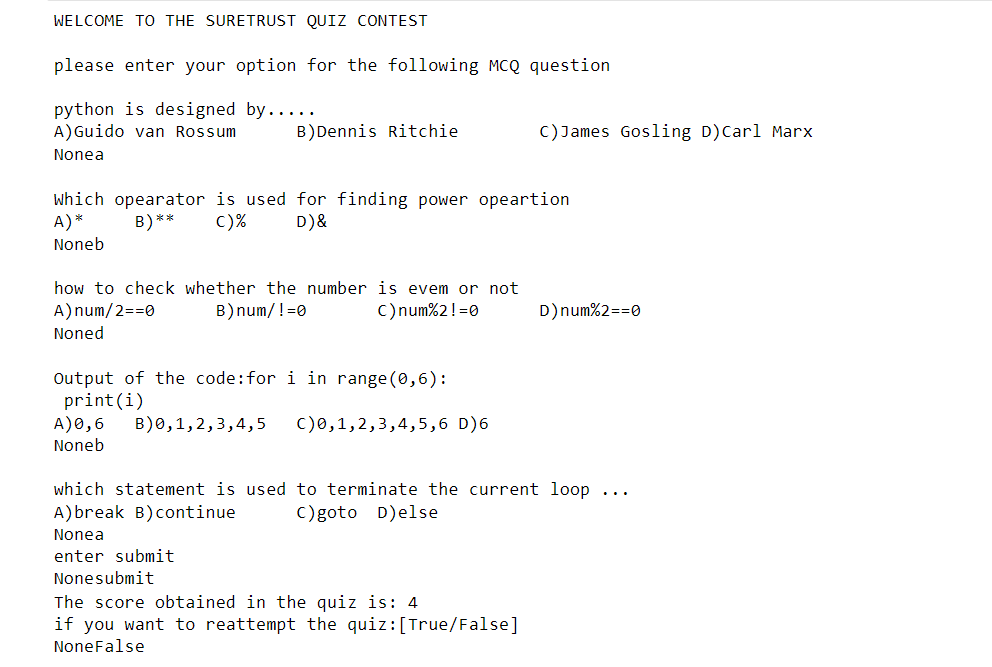 WELCOME TO THE SURETRUST QUIZ CONTEST
please enter your option for the following MCQ question
python is designed by.....
A)Guido van Rossum B)Dennis Ritchie C)James Gosling D)Carl Marx
Nonea
Which opearator is used for finding power opeartion
A)* B)** C)% D)&
Noneb
how to check whether the number is evem or not
A)num/2==0 B)num/!=0 C)num%2!=0 D)num%2==0
Noned
Output of the code:for i in range(0,6):
print(i)
A)0,6 B)0,1,2,3,4,5 C)0,1,2,3,4,5,6 D)6
Noneb
which statement is used to terminate the current loop ...
A)break B)continue C)goto D)else
Nonea
enter submit
Nonesubmit
The score obtained in the quiz is: 4
if you want to reattempt the quiz:[True/False]
NoneFalse